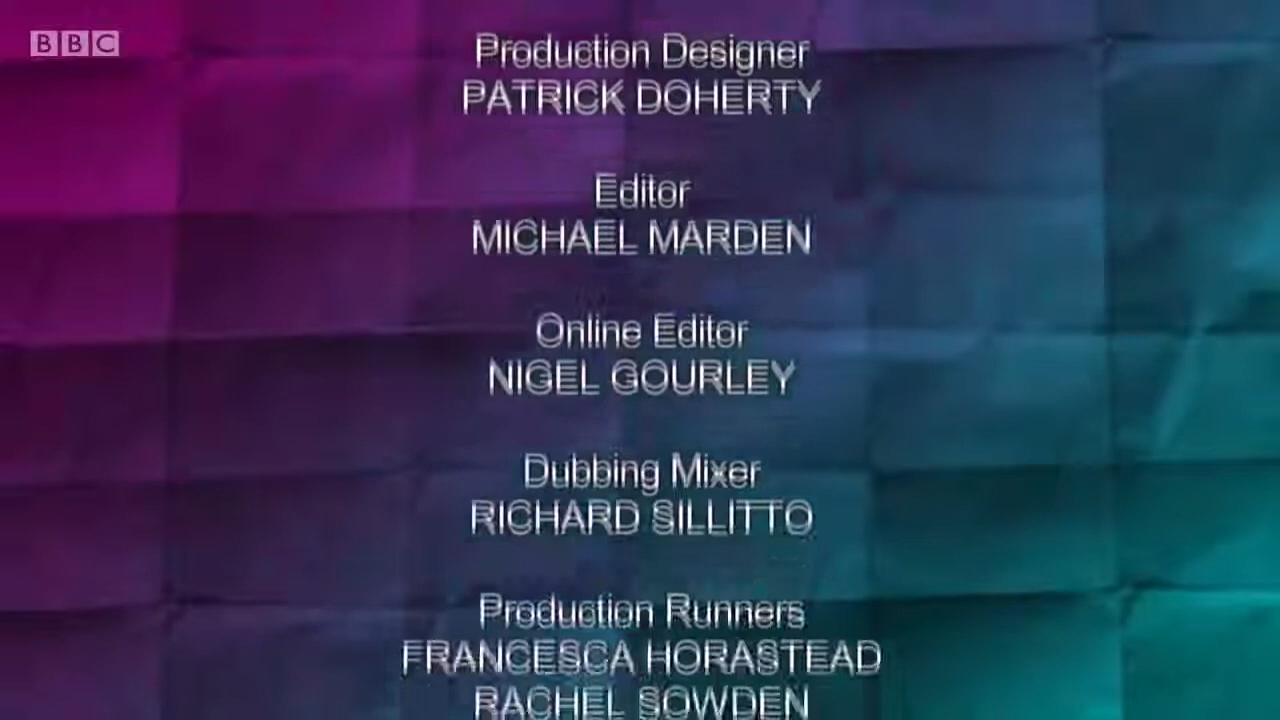 BBC
Production Designer
PATRICK DOHERTY
Editor
MICHAEL MARDEN
Online Editor
NIGEL GOURLEY
Dubbing Mixer
RICHARD SILLITTO
Production Runners
FRANCESCA HORASTEAD
RACHEL SOWDEN